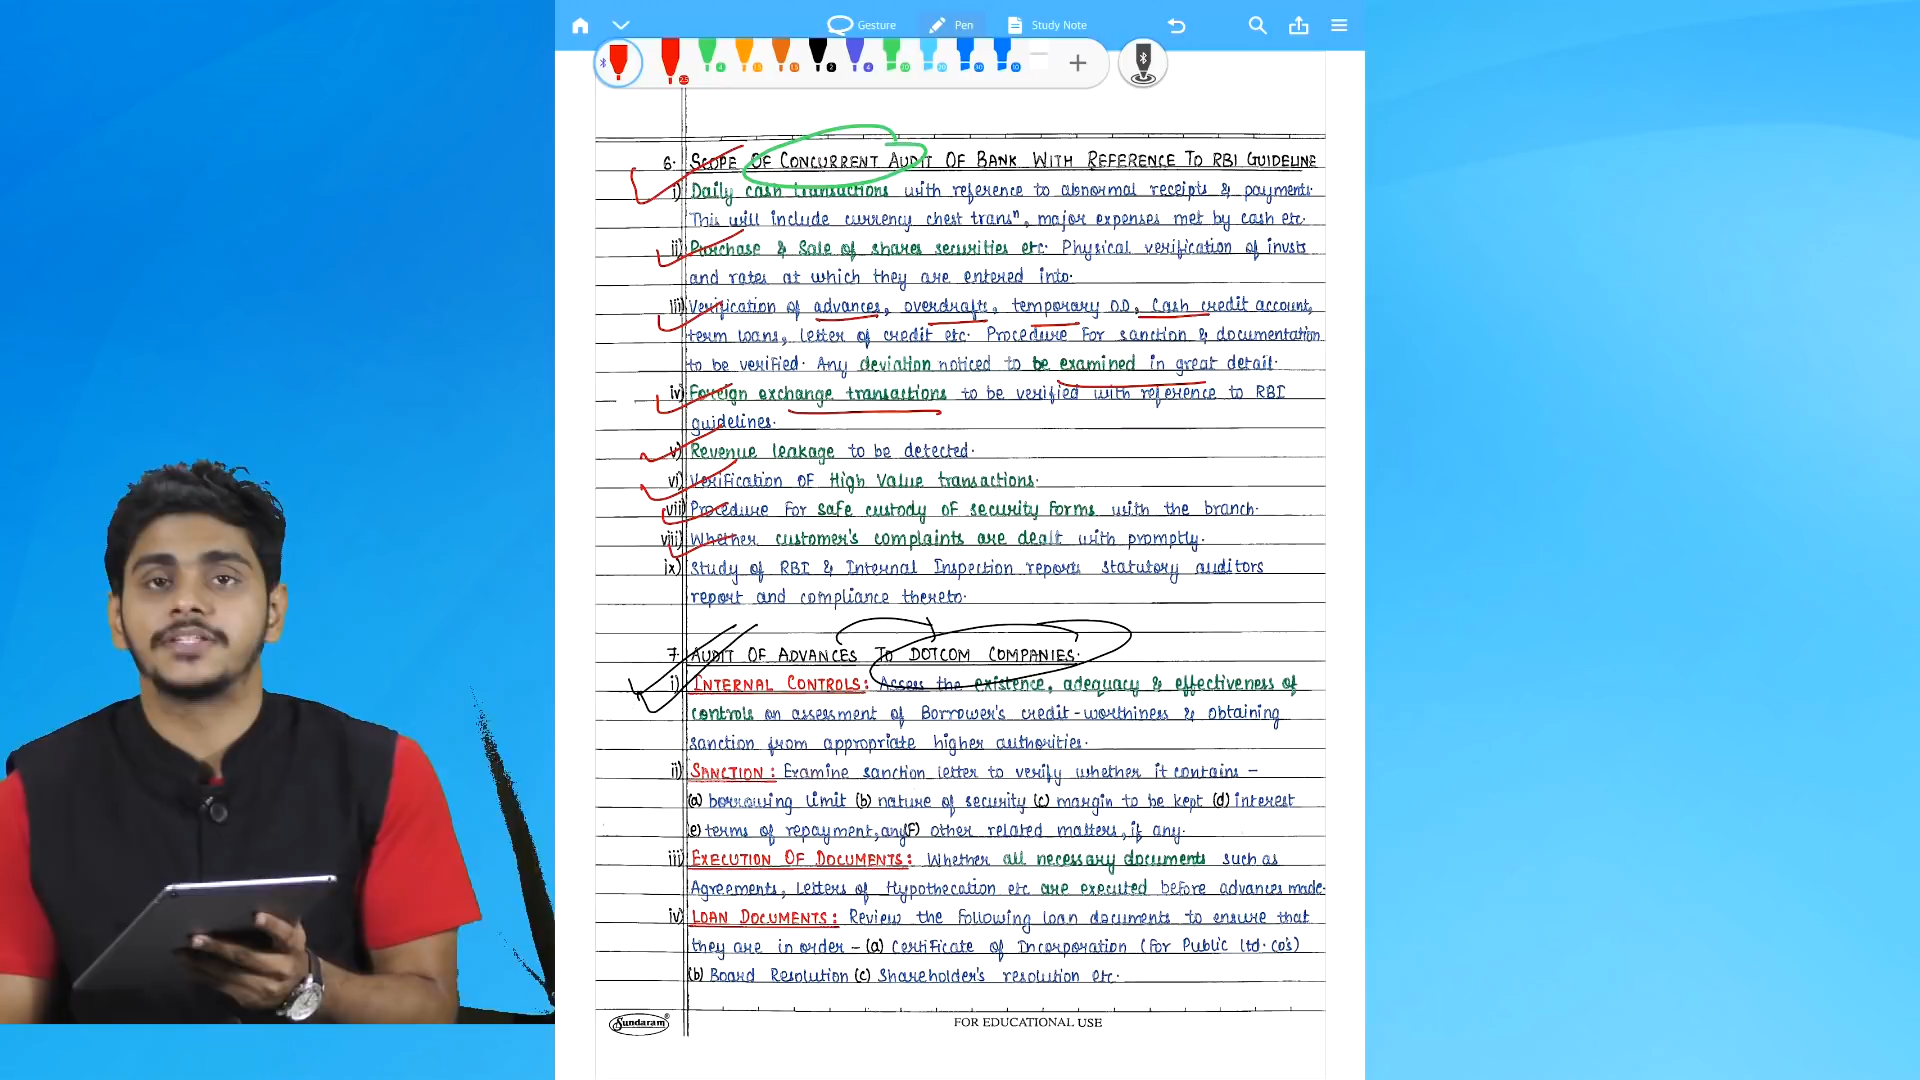 Gesture Pen Study Note
6. SCOPE OF CONCURRENT AUDIT OF BANK WITH REFERENCE TO RBI GUIDELINE
i) Daily cash transactions with reference to abnormal receipts & payments.
This will include currency chest transⁿ, major expenses met by cash etc.
ii) Purchase & Sale of shares securities etc. Physical verification of invsts
and rates at which they are entered into.
iii) Verification of advances, overdrafts, temporary O.D, Cash credit account,
term loans, letter of credit etc. Procedure For sanction & documentation
to be verified. Any deviation noticed to be examined in great detail.
iv) Foreign exchange transactions to be verified with reference to RBI
guidelines.
v) Revenue leakage to be detected.
vi) Verification OF High Value transactions.
vii) Procedure For safe custody OF security Forms with the branch.
viii) Whether customer's complaints are dealt with promptly.
ix) Study of RBI & Internal Inspection reports Statutory auditors
report and compliance thereto.
7. AUDIT OF ADVANCES TO DOTCOM COMPANIES.
i) INTERNAL CONTROLS: Assess the existence, adequacy & effectiveness of
controls on assessment of Borrower's credit-worthiness & obtaining
sanction from appropriate higher authorities.
ii) SANCTION: Examine sanction letter to verify whether it contains –
(a) borrowing limit (b) nature of security (c) margin to be kept (d) interest
(e) terms of repayment, any (F) other related matters, if any.
iii) EXECUTION OF DOCUMENTS: Whether all necessary documents such as
Agreements, Letters of Hypothecation etc are executed before advances made.
iv) LOAN DOCUMENTS: Review the Following loan documents to ensure that
they are in order – (a) Certificate of Incorporation (For Public ltd. co's)
(b) Board Resolution (c) Shareholder's resolution etc.
Sundaram®
FOR EDUCATIONAL USE